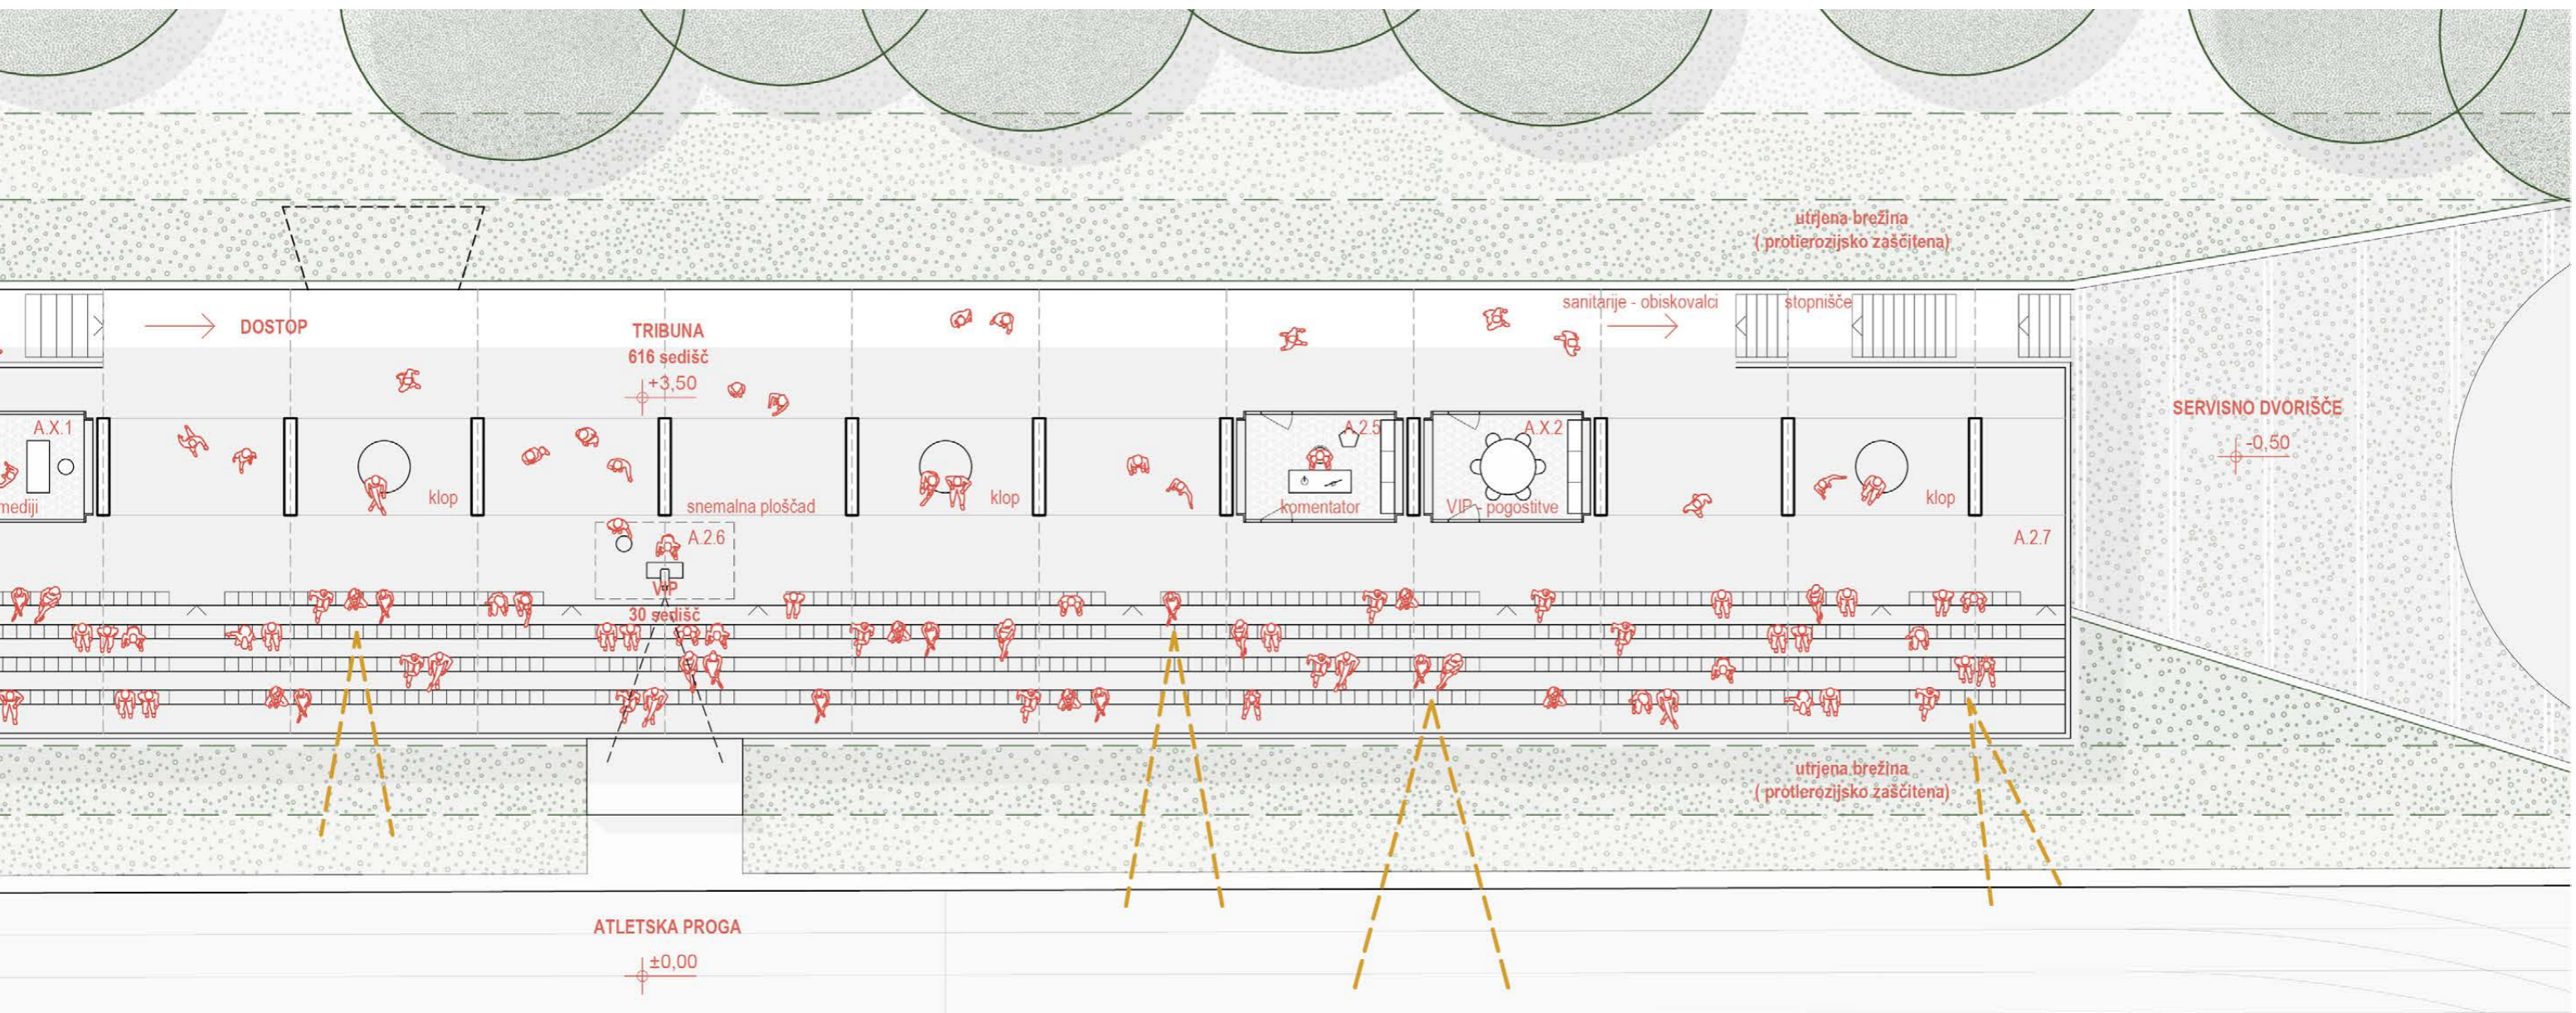 utrjena brežina
( protierozijsko zaščitena)
sanitarije - obiskovalci
stopnišče
DOSTOP
TRIBUNA
616 sedišč
+3,50
SERVISNO DVORIŠČE
-0,50
A.X.1
A.2.5
A.X.2
mediji
klop
snemalna ploščad
klop
komentator
VIP - pogostitve
klop
A.2.6
A.2.7
VIP
30 sedišč
utrjena brežina
( protierozijsko zaščitena)
ATLETSKA PROGA
±0,00